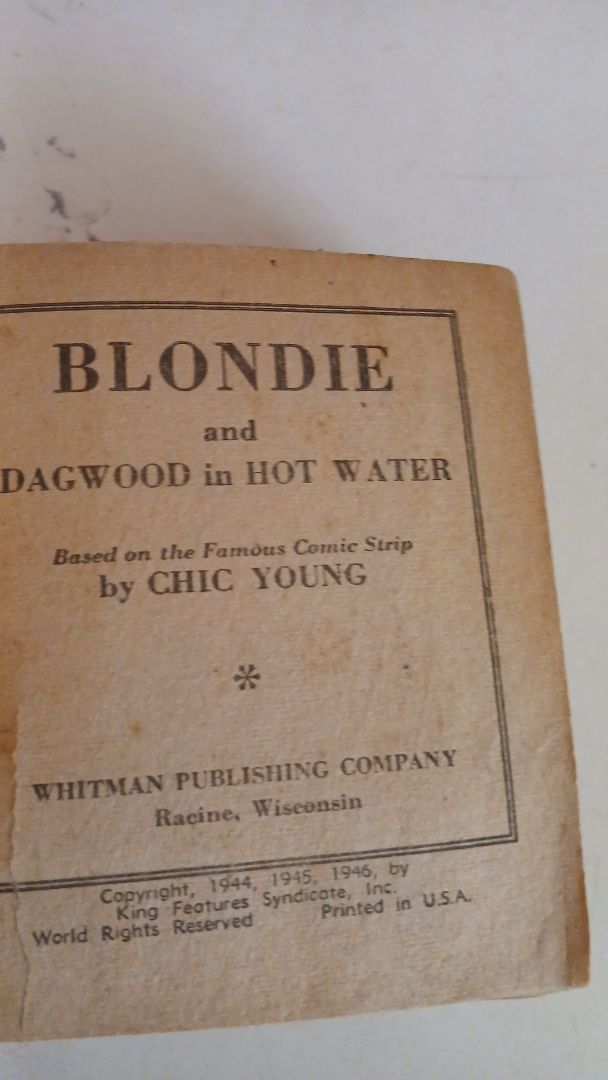 BLONDIE
and
DAGWOOD in HOT WATER
Based on the Famous Comic Strip
by CHIC YOUNG
*
WHITMAN PUBLISHING COMPANY
Racine, Wisconsin
Copyright, 1944, 1945, 1946, by
King Features Syndicate, Inc.
World Rights Reserved Printed in U.S.A.